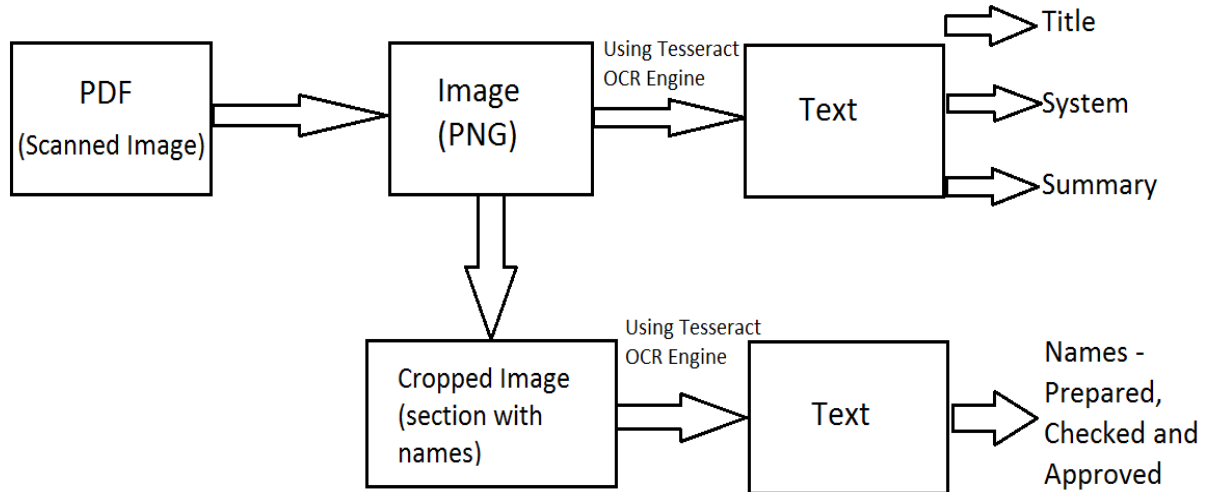 PDF
(Scanned Image)
Image
(PNG)
Using Tesseract
OCR Engine
Text
Title
System
Summary
Cropped Image
(section with
names)
Using Tesseract
OCR Engine
Text
Names -
Prepared,
Checked and
Approved